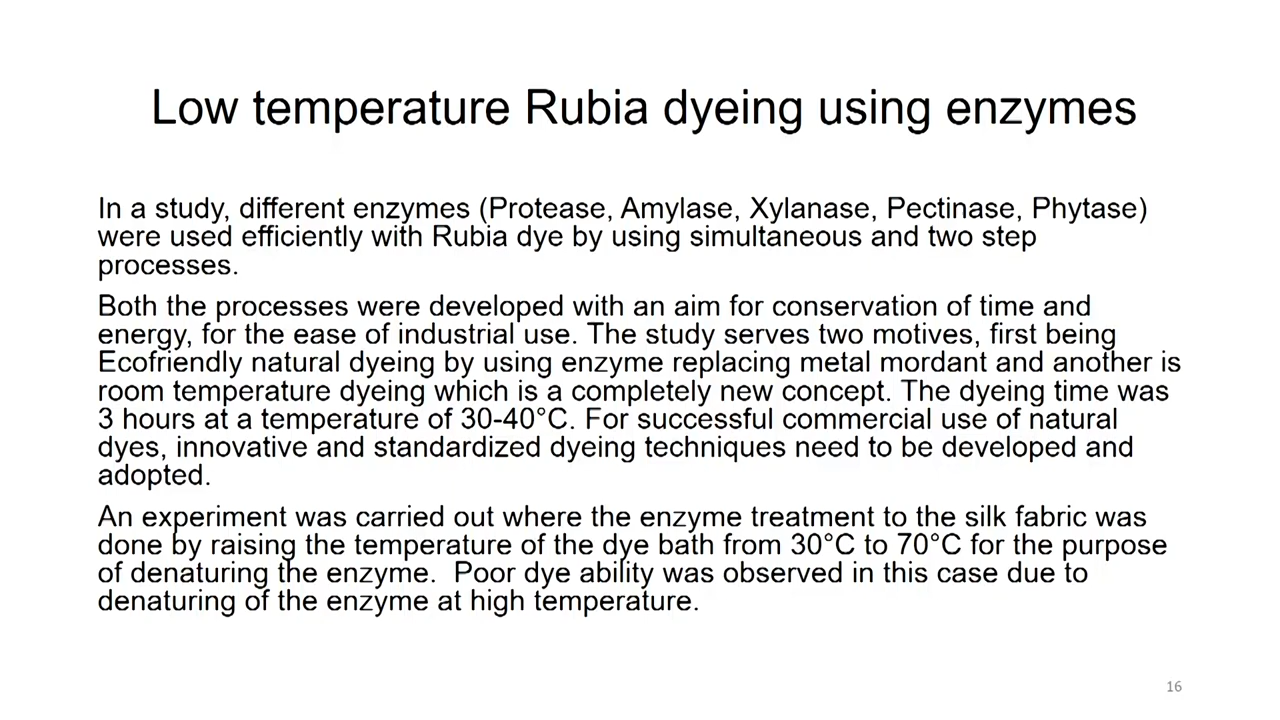 Low temperature Rubia dyeing using enzymes
In a study, different enzymes (Protease, Amylase, Xylanase, Pectinase, Phytase)
were used efficiently with Rubia dye by using simultaneous and two step
processes.
Both the processes were developed with an aim for conservation of time and
energy, for the ease of industrial use. The study serves two motives, first being
Ecofriendly natural dyeing by using enzyme replacing metal mordant and another is
room temperature dyeing which is a completely new concept. The dyeing time was
3 hours at a temperature of 30-40°C. For successful commercial use of natural
dyes, innovative and standardized dyeing techniques need to be developed and
adopted.
An experiment was carried out where the enzyme treatment to the silk fabric was
done by raising the temperature of the dye bath from 30°C to 70°C for the purpose
of denaturing the enzyme.  Poor dye ability was observed in this case due to
denaturing of the enzyme at high temperature.
16